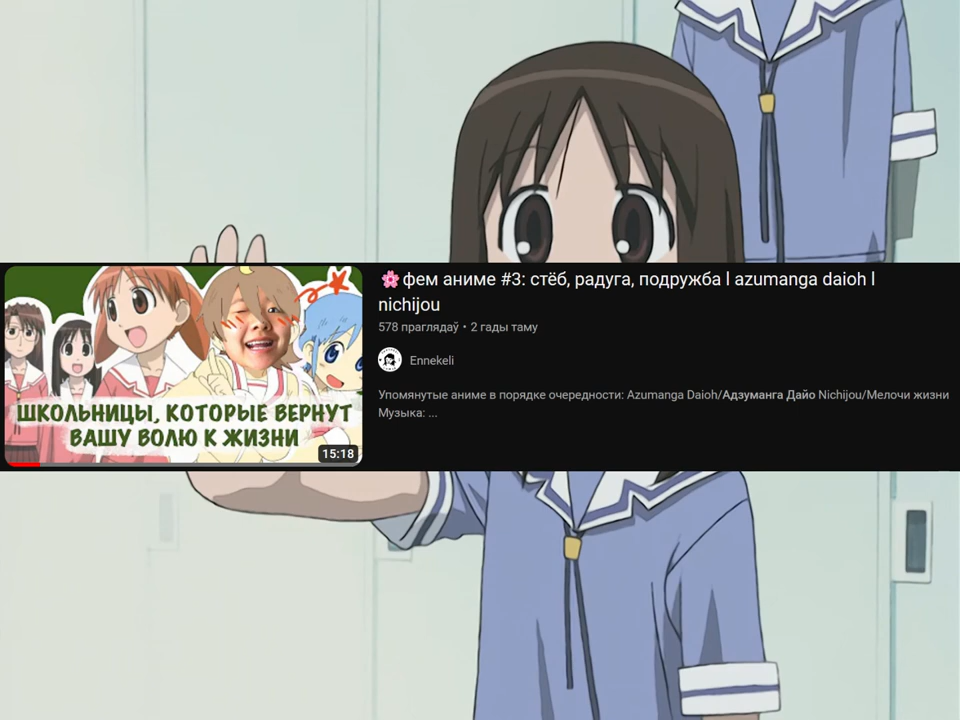 🌸фем аниме #3: стёб, радуга, подружба l azumanga daioh l
nichijou
578 праглядаў • 2 гады таму
Ennekeli
Упомянутые аниме в порядке очередности: Azumanga Daioh/Адзуманга Дайо Nichijou/Мелочи жизни
Музыка: ...
ШКОЛЬНИЦЫ, КОТОРЫЕ ВЕРНУТ
ВАШУ ВОЛЮ К ЖИЗНИ
15:18